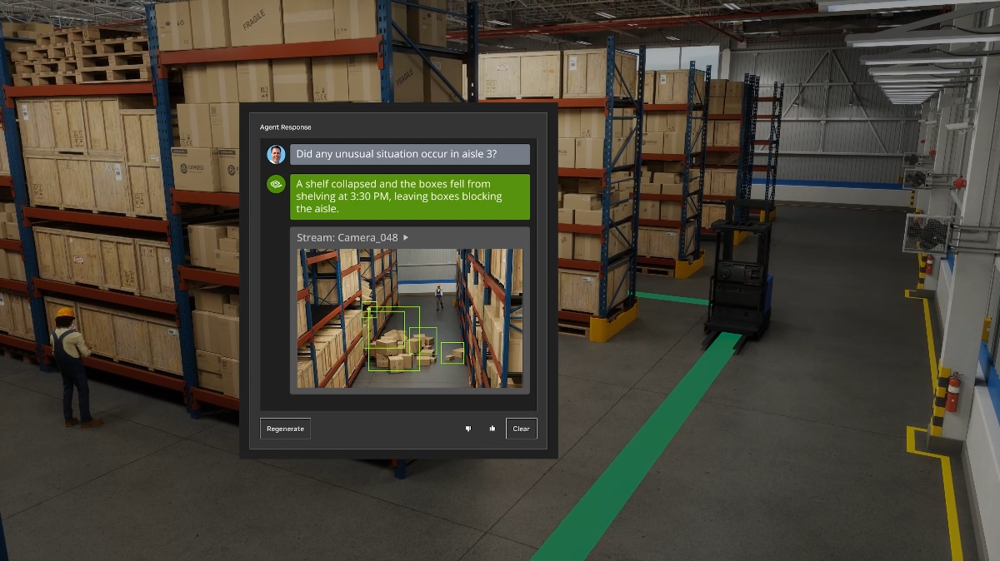 FRAGILE
FRAGILE
Agent Response
Did any unusual situation occur in aisle 3?
A shelf collapsed and the boxes fell from
shelving at 3:30 PM, leaving boxes blocking
the aisle.
Stream: Camera_048
Regenerate
Clear